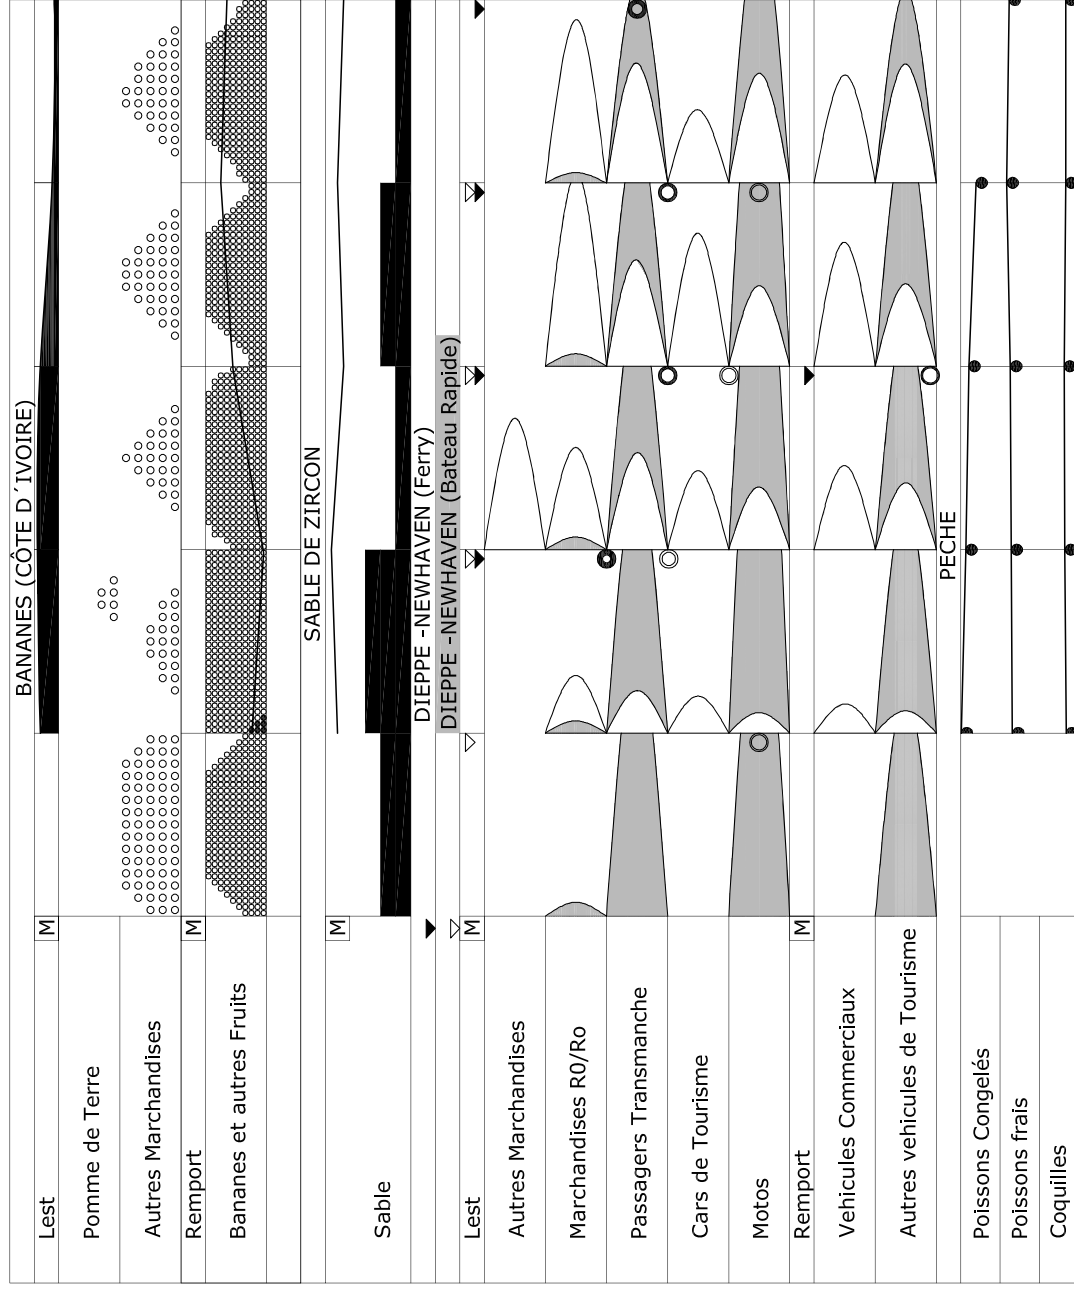 BANANES (CÔTE D´IVOIRE)
M
Lest
Pomme de Terre
Autres Marchandises
M
Remport
Bananes et autres Fruits
SABLE DE ZIRCON
M
Sable
DIEPPE -NEWHAVEN (Ferry)
DIEPPE -NEWHAVEN (Bateau Rapide)
M
Lest
Autres Marchandises
Marchandises R0/Ro
Passagers Transmanche
Cars de Tourisme
Motos
M
Remport
Vehicules Commerciaux
Autres vehicules de Tourisme
PECHE
Poissons Congelés
Poissons frais
Coquilles